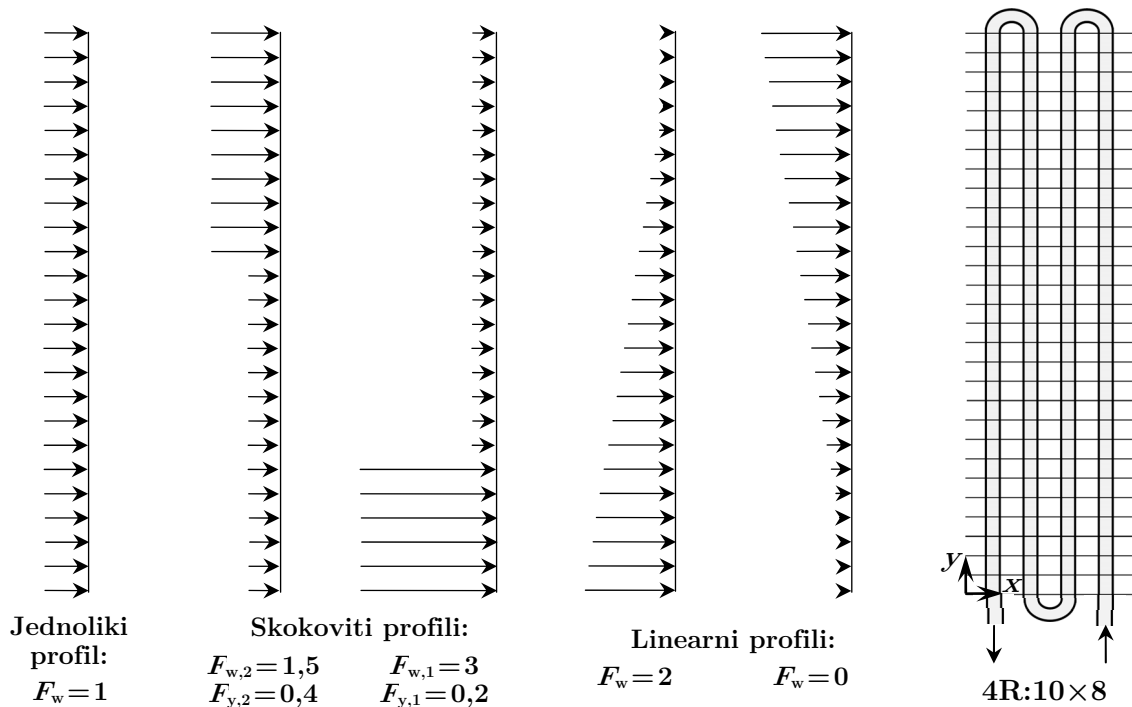 y
x
Jednoliki
profil:
F_w=1
Skokoviti profili:
F_w,2=1,5
F_y,2=0,4
F_w,1=3
F_y,1=0,2
Linearni profili:
F_w=2
F_w=0
4R:10×8